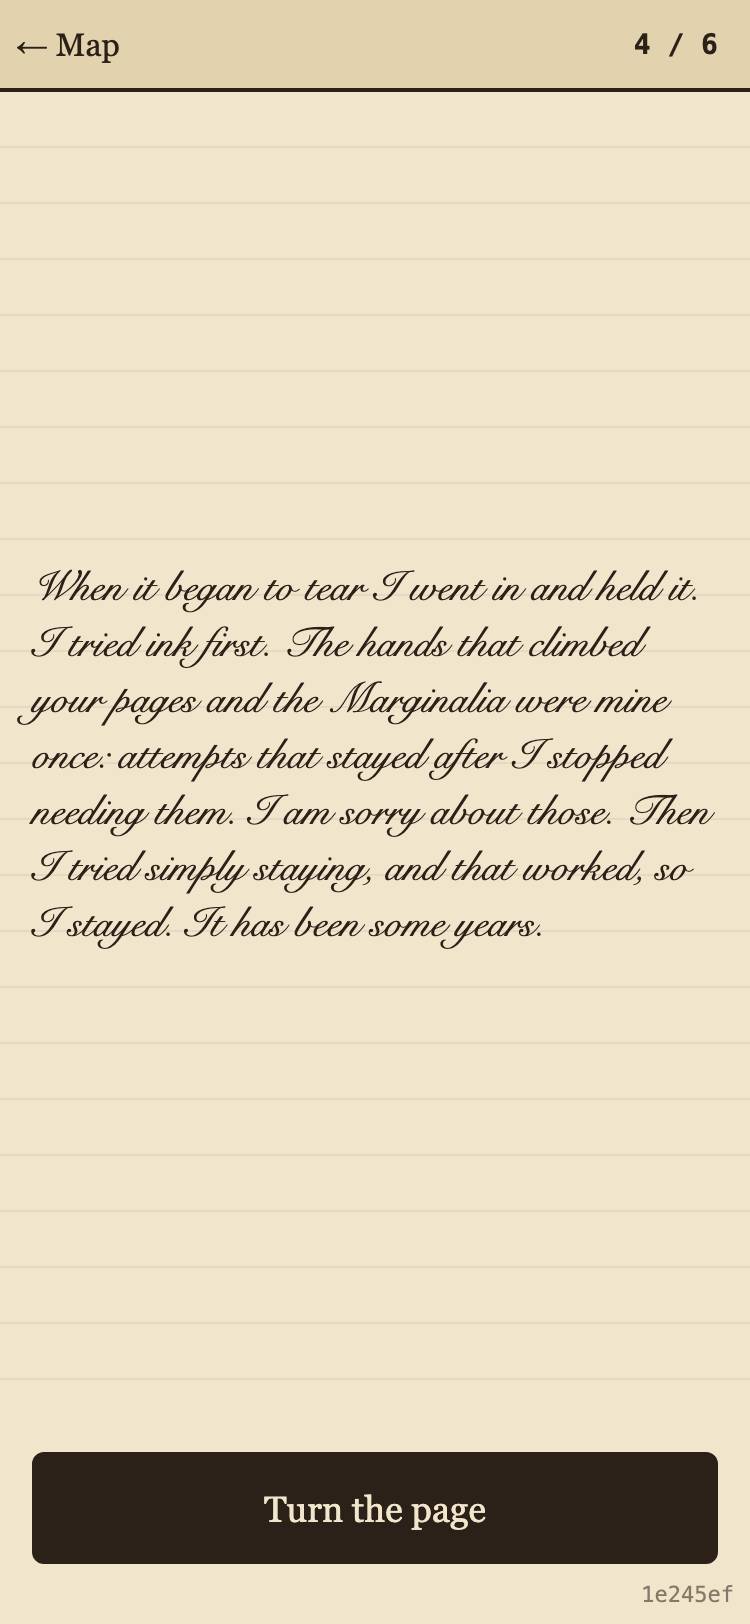 ← Map
4 / 6
When it began to tear I went in and held it.
I tried ink first. The hands that climbed
your pages and the Marginalia were mine
once: attempts that stayed after I stopped
needing them. I am sorry about those. Then
I tried simply staying, and that worked, so
I stayed. It has been some years.
Turn the page
1e245ef